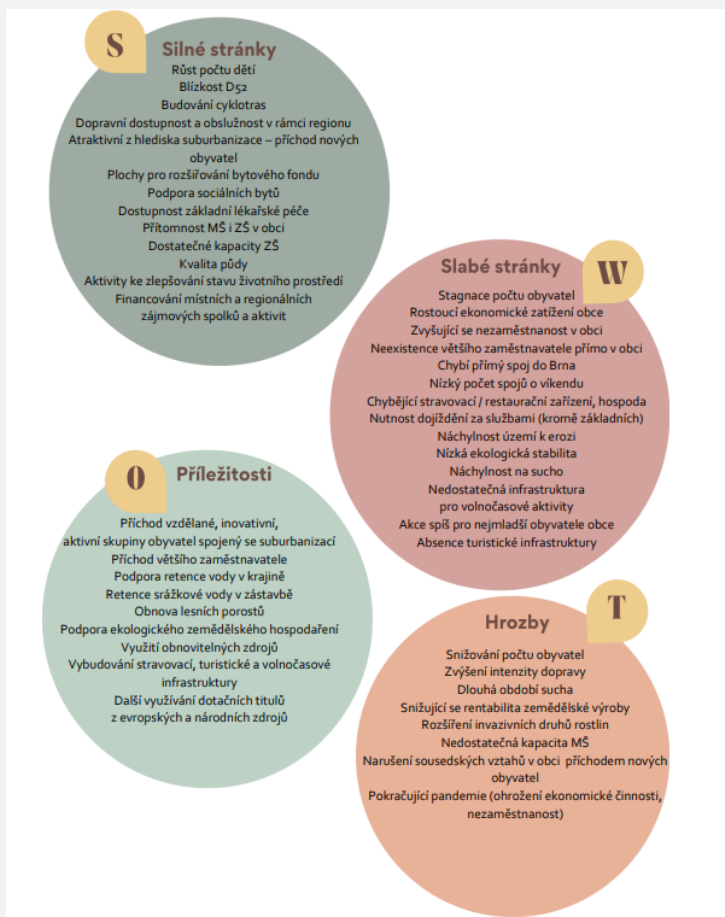 S
Silné stránky
Růst počtu dětí
Blízkost D52
Budování cyklotras
Dopravní dostupnost a obslužnost v rámci regionu
Atraktivní z hlediska suburbanizace – příchod nových
obyvatel
Plochy pro rozšiřování bytového fondu
Podpora sociálních bytů
Dostupnost základní lékařské péče
Přítomnost MŠ i ZŠ v obci
Dostatečné kapacity ZŠ
Kvalita půdy
Aktivity ke zlepšování stavu životního prostředí
Financování místních a regionálních
zájmových spolků a aktivit
W
Slabé stránky
Stagnace počtu obyvatel
Rostoucí ekonomické zatížení obce
Zvyšující se nezaměstnanost v obci
Neexistence většího zaměstnavatele přímo v obci
Chybí přímý spoj do Brna
Nízký počet spojů o víkendu
Chybějící stravovací / restaurační zařízení, hospoda
Nutnost dojíždění za službami (kromě základních)
Náchylnost území k erozi
Nízká ekologická stabilita
Náchylnost na sucho
Nedostatečná infrastruktura
pro volnočasové aktivity
Akce spíš pro nejmladší obyvatele obce
Absence turistické infrastruktury
O
Příležitosti
Příchod vzdělané, inovativní,
aktivní skupiny obyvatel spojený se suburbanizací
Příchod většího zaměstnavatele
Podpora retence vody v krajině
Retence srážkové vody v zástavbě
Obnova lesních porostů
Podpora ekologického zemědělského hospodaření
Využití obnovitelných zdrojů
Vybudování stravovací, turistické a volnočasové
infrastruktury
Další využívání dotačních titulů
z evropských a národních zdrojů
T
Hrozby
Snižování počtu obyvatel
Zvýšení intenzity dopravy
Dlouhá období sucha
Snižující se rentabilita zemědělské výroby
Rozšíření invazivních druhů rostlin
Nedostatečná kapacita MŠ
Narušení sousedských vztahů v obci příchodem nových
obyvatel
Pokračující pandemie (ohrožení ekonomické činnosti,
nezaměstnanost)